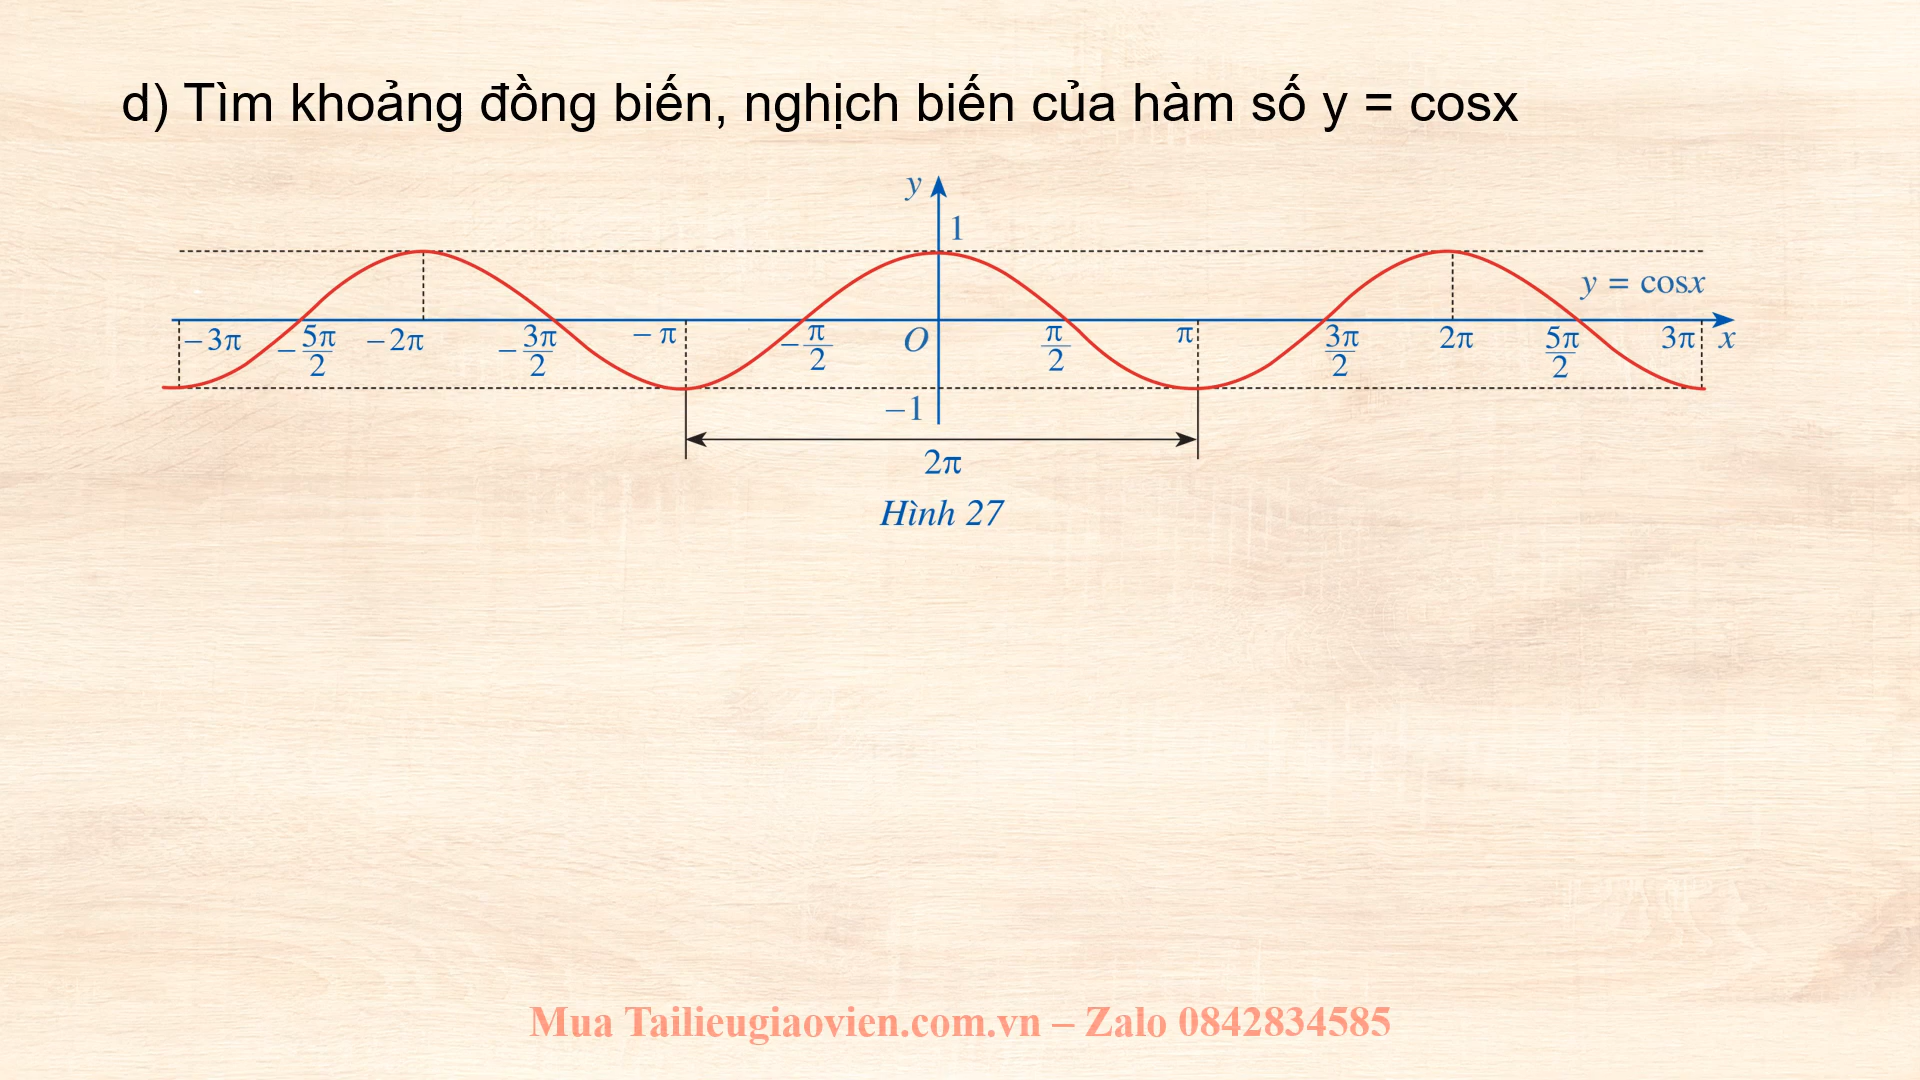 d) Tìm khoảng đồng biến, nghịch biến của hàm số y = cosx
y
1
y = cosx
−3π −5π/2 −2π −3π/2 −π −π/2 O π/2 π 3π/2 2π 5π/2 3π x
−1
2π
Hình 27
Mua Tailieugiaovien.com.vn – Zalo 0842834585